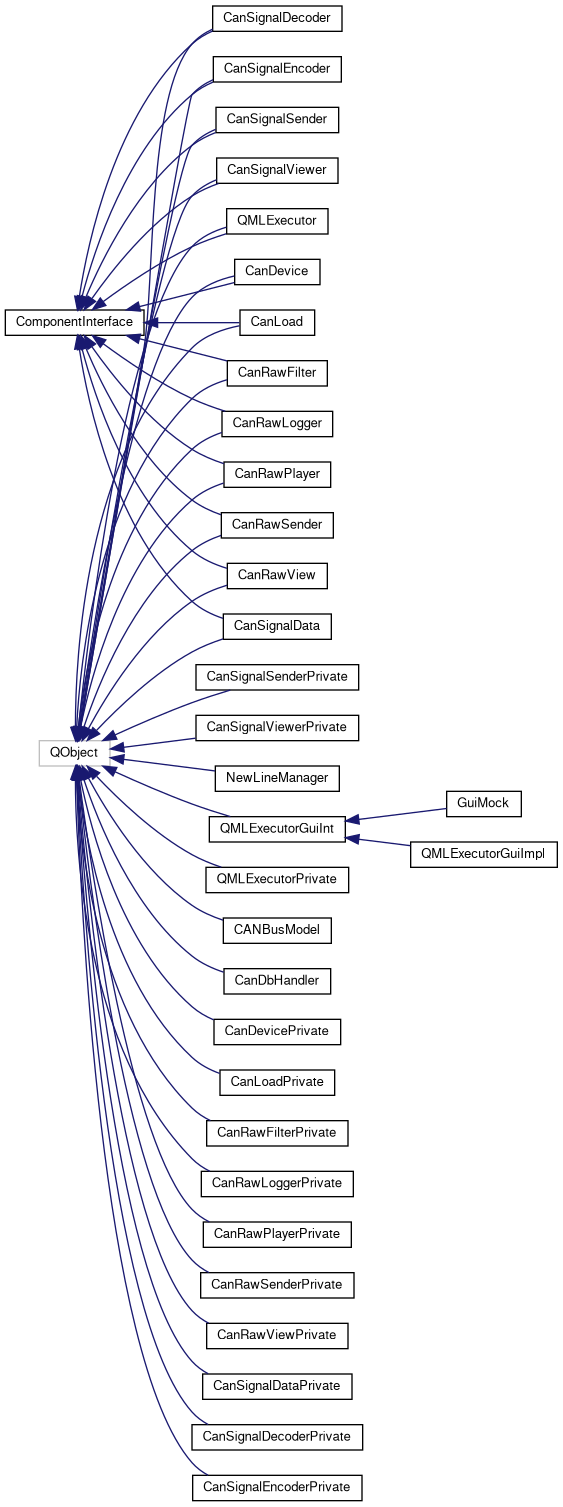 CanSignalDecoder
CanSignalEncoder
CanSignalSender
CanSignalViewer
QMLExecutor
CanDevice
ComponentInterface
CanLoad
CanRawFilter
CanRawLogger
CanRawPlayer
CanRawSender
CanRawView
CanSignalData
CanSignalSenderPrivate
CanSignalViewerPrivate
QObject
NewLineManager
GuiMock
QMLExecutorGuiInt
QMLExecutorGuiImpl
QMLExecutorPrivate
CANBusModel
CanDbHandler
CanDevicePrivate
CanLoadPrivate
CanRawFilterPrivate
CanRawLoggerPrivate
CanRawPlayerPrivate
CanRawSenderPrivate
CanRawViewPrivate
CanSignalDataPrivate
CanSignalDecoderPrivate
CanSignalEncoderPrivate